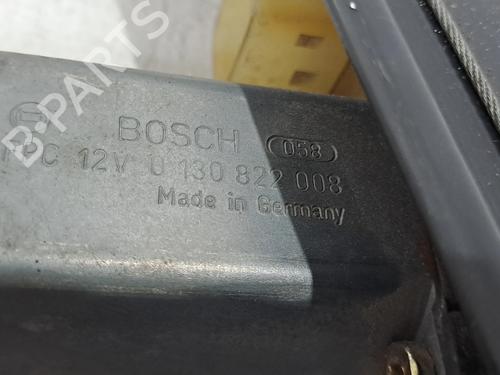 BOSCH 058
C 12V 0 130 822 008
Made in Germany
B-PARTS